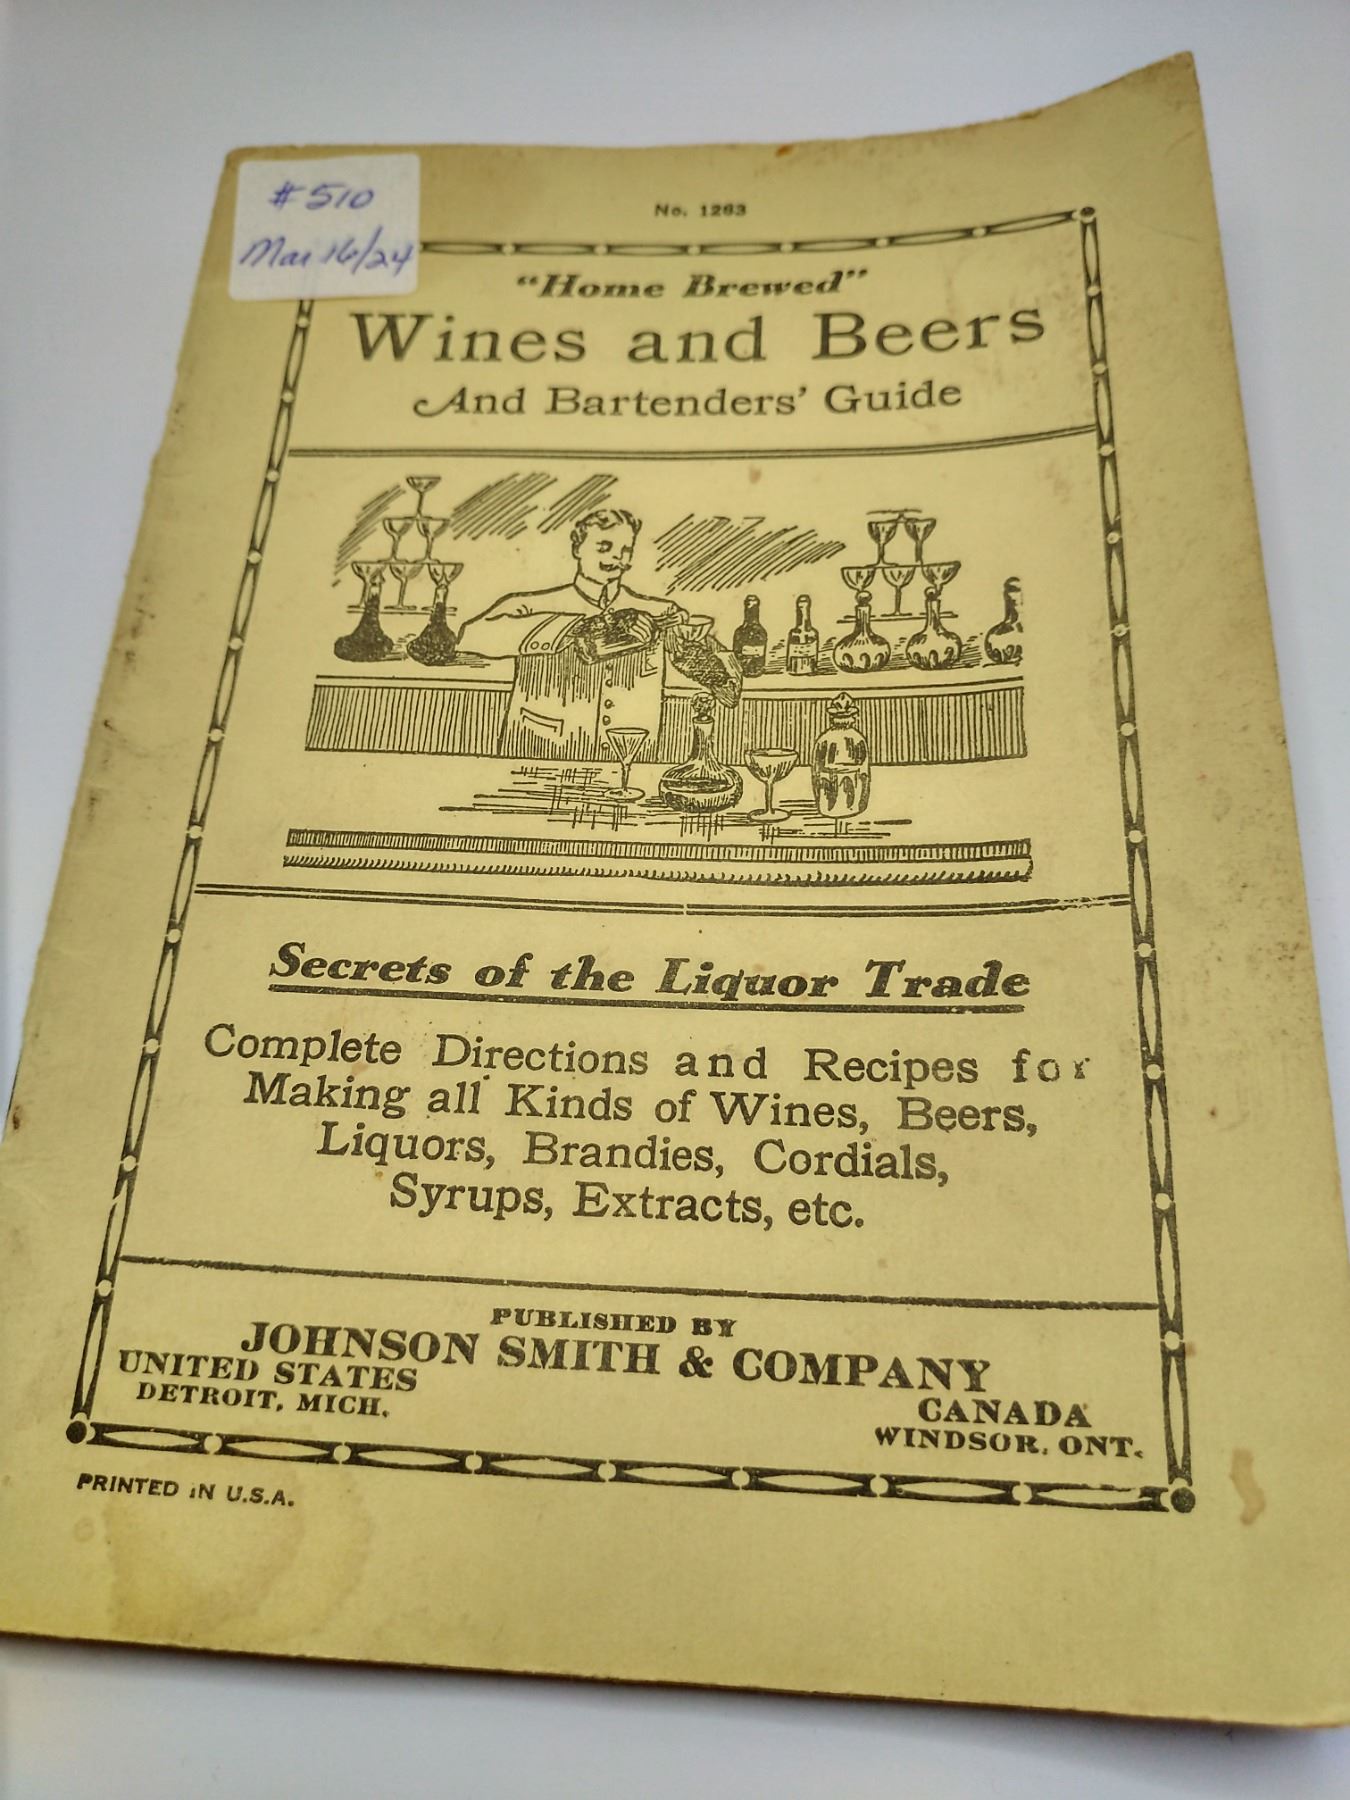 #510
Mar 16/24
No. 1263
"Home Brewed"
Wines and Beers
And Bartenders' Guide
Secrets of the Liquor Trade
Complete Directions and Recipes for
Making all Kinds of Wines, Beers,
Liquors, Brandies, Cordials,
Syrups, Extracts, etc.
PUBLISHED BY
JOHNSON SMITH & COMPANY
UNITED STATES
DETROIT, MICH.
CANADA
WINDSOR, ONT.
PRINTED IN U.S.A.